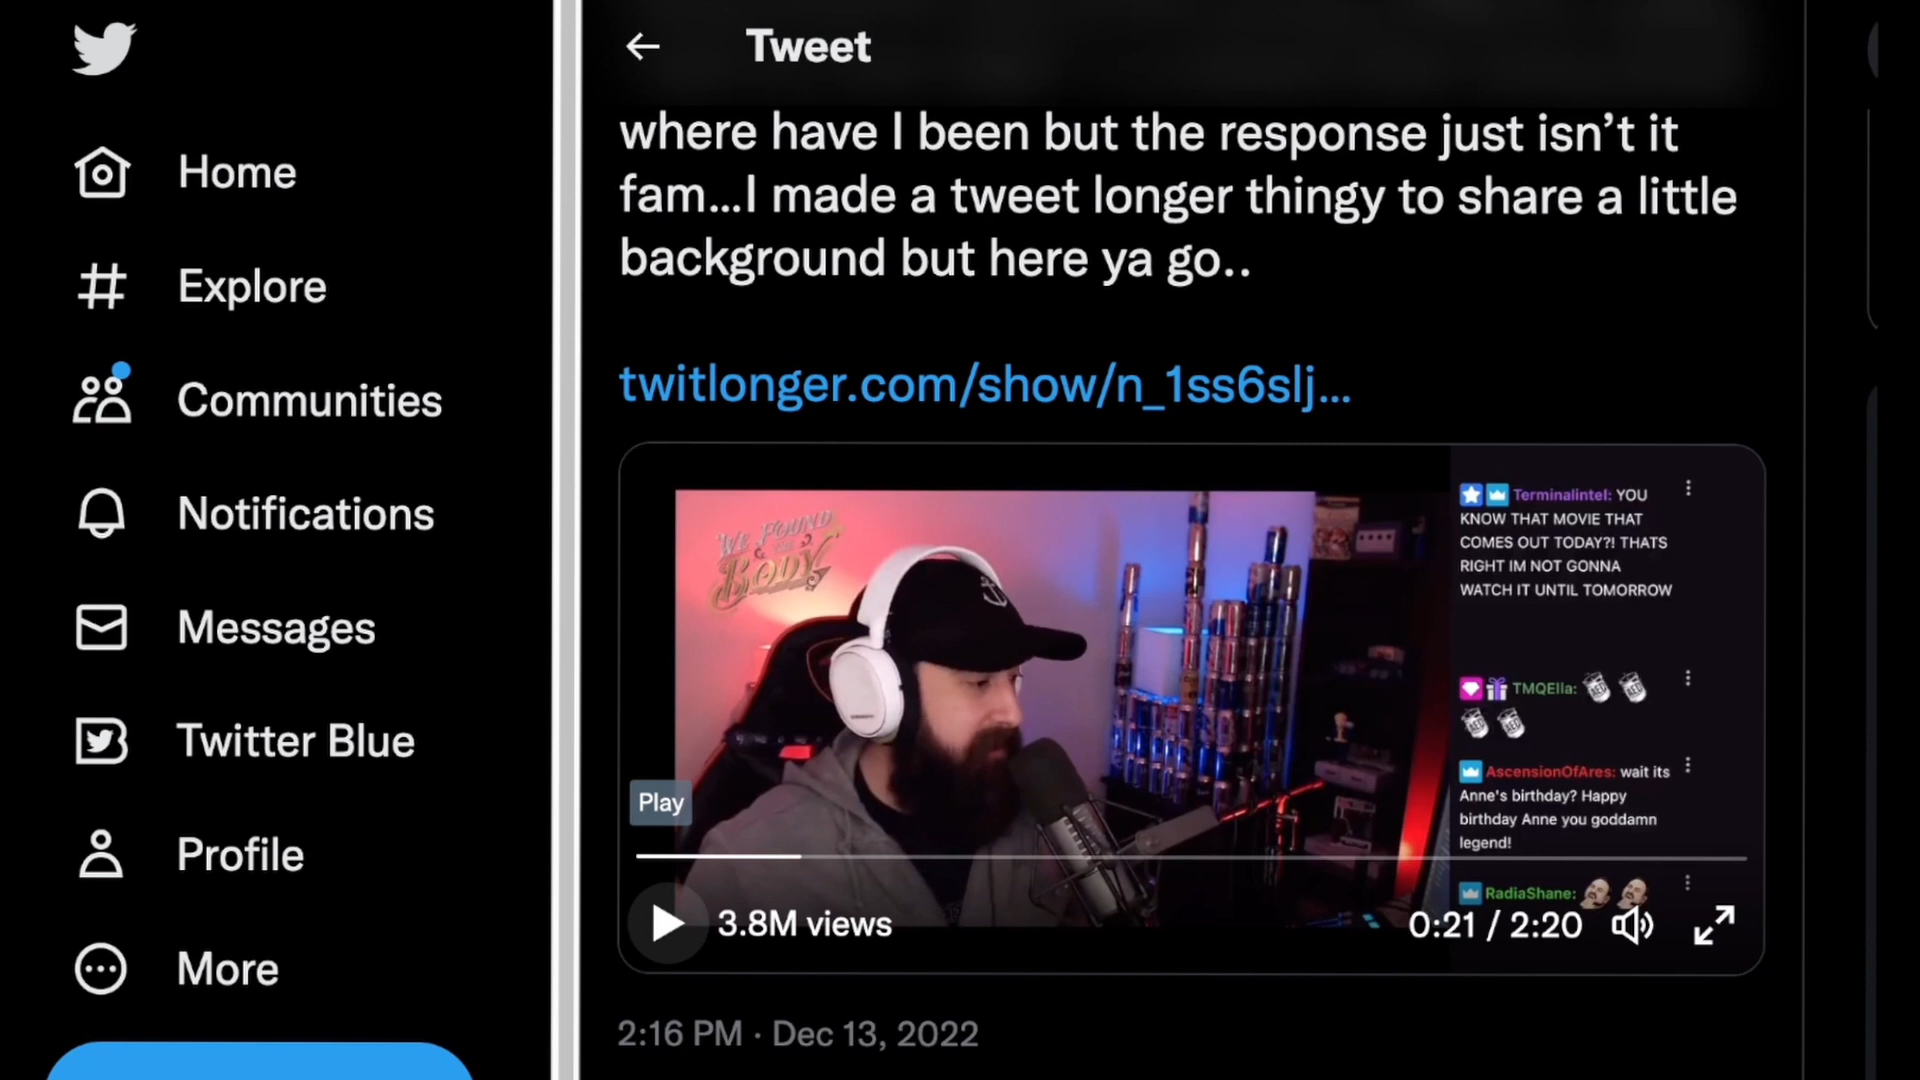 Tweet
Home
Explore
Communities
Notifications
Messages
Twitter Blue
Profile
More
where have I been but the response just isn’t it
fam...I made a tweet longer thingy to share a little
background but here ya go..
twitlonger.com/show/n_1ss6slj...
WE FOUND
THE
BODY
Terminalintel: YOU
KNOW THAT MOVIE THAT
COMES OUT TODAY?! THATS
RIGHT IM NOT GONNA
WATCH IT UNTIL TOMORROW
TMQElla:
AscensionOfAres: wait its
Anne's birthday? Happy
birthday Anne you goddamn
legend!
RadiaShane:
Play
3.8M views
0:21 / 2:20
2:16 PM · Dec 13, 2022